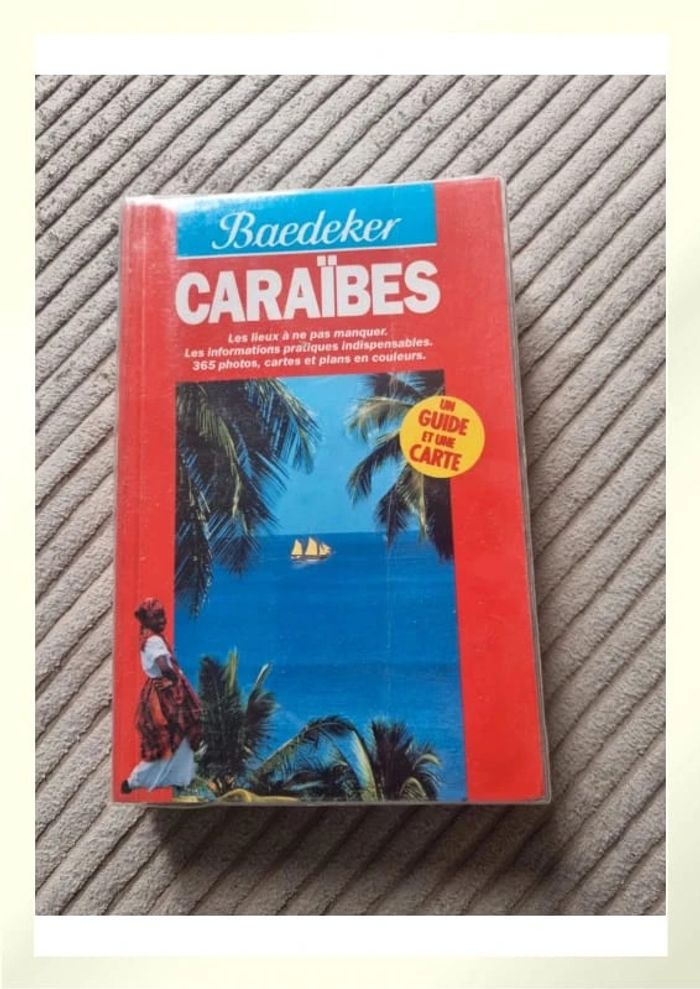 Baedeker
CARAÏBES
Les lieux à ne pas manquer.
Les informations pratiques indispensables.
365 photos, cartes et plans en couleurs.
UN
GUIDE
ET UNE
CARTE